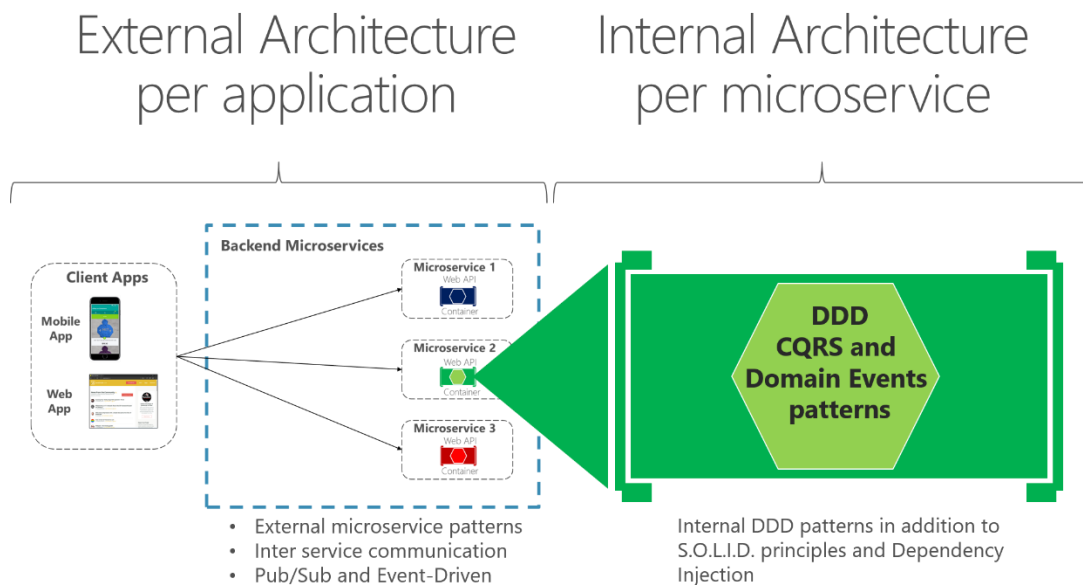 External Architecture
per application
Internal Architecture
per microservice
Backend Microservices
Client Apps
Mobile
App
Web
App
Microservice 1
Web API
Container
Microservice 2
Web API
Container
Microservice 3
Web API
Container
DDD
CQRS and
Domain Events
patterns
• External microservice patterns
• Inter service communication
• Pub/Sub and Event-Driven
Internal DDD patterns in addition to
S.O.L.I.D. principles and Dependency
Injection